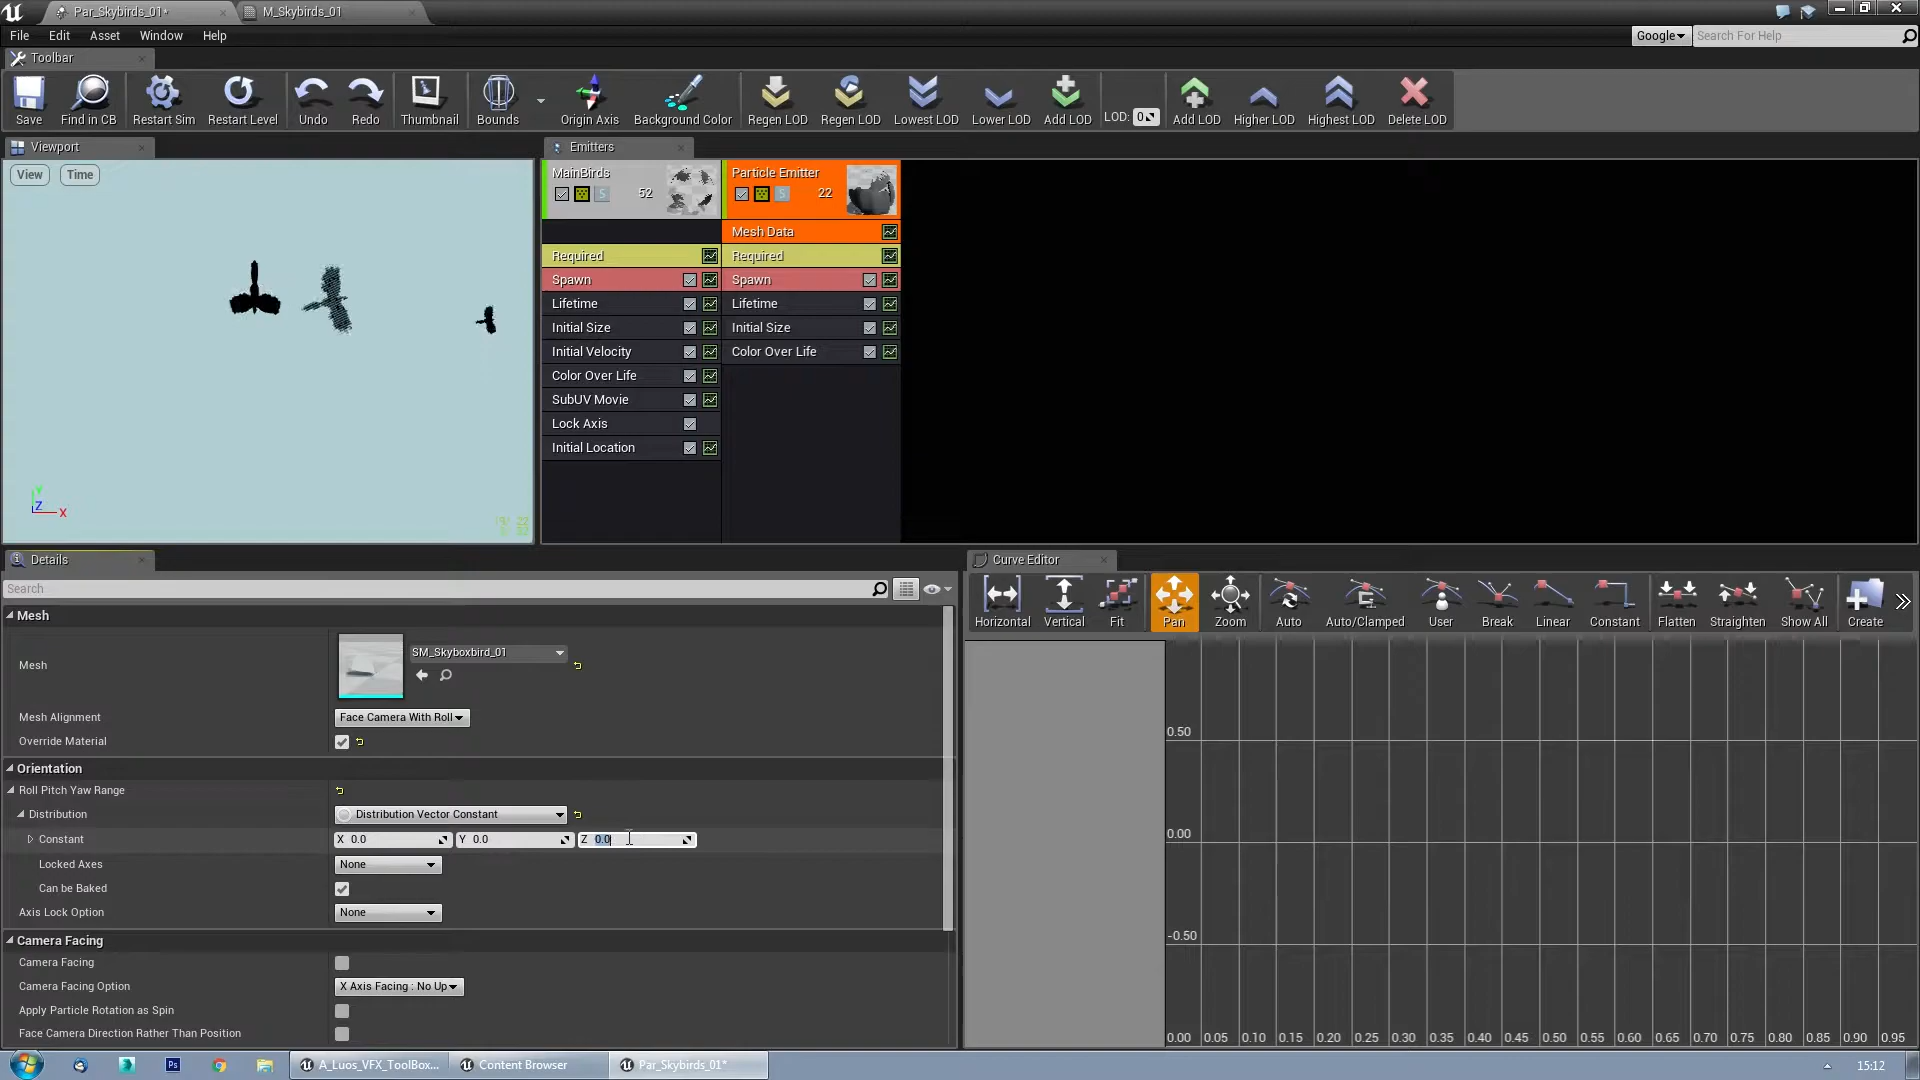 Par_Skybirds_01*
M_Skybirds_01
File Edit Asset Window Help
Google
Search For Help
Toolbar
Save
Find in CB
Restart Sim
Restart Level
Undo
Redo
Thumbnail
Bounds
Origin Axis
Background Color
Regen LOD
Regen LOD
Lowest LOD
Lower LOD
Add LOD
LOD: 0
Add LOD
Higher LOD
Highest LOD
Delete LOD
Viewport
Emitters
View
Time
MainBirds
S
52
Particle Emitter
S
22
Mesh Data
Required
Required
Spawn
Spawn
Lifetime
Lifetime
Initial Size
Initial Size
Initial Velocity
Color Over Life
Color Over Life
SubUV Movie
Lock Axis
Initial Location
Y
Z
X
22
22
Details
Search
Mesh
Mesh
SM_Skyboxbird_01
Mesh Alignment
Face Camera With Roll
Override Material
Orientation
Roll Pitch Yaw Range
Distribution
Distribution Vector Constant
Constant
X 0.0
Y 0.0
Z 0.0
Locked Axes
None
Can be Baked
Axis Lock Option
None
Camera Facing
Camera Facing
Camera Facing Option
X Axis Facing : No Up
Apply Particle Rotation as Spin
Face Camera Direction Rather Than Position
Curve Editor
Horizontal
Vertical
Fit
Pan
Zoom
Auto
Auto/Clamped
User
Break
Linear
Constant
Flatten
Straighten
Show All
Create
0.50
0.00
-0.50
0.00 0.05 0.10 0.15 0.20 0.25 0.30 0.35 0.40 0.45 0.50 0.55 0.60 0.65 0.70 0.75 0.80 0.85 0.90 0.95
Ps
A_Luos_VFX_ToolBox...
Content Browser
Par_Skybirds_01*
15:12